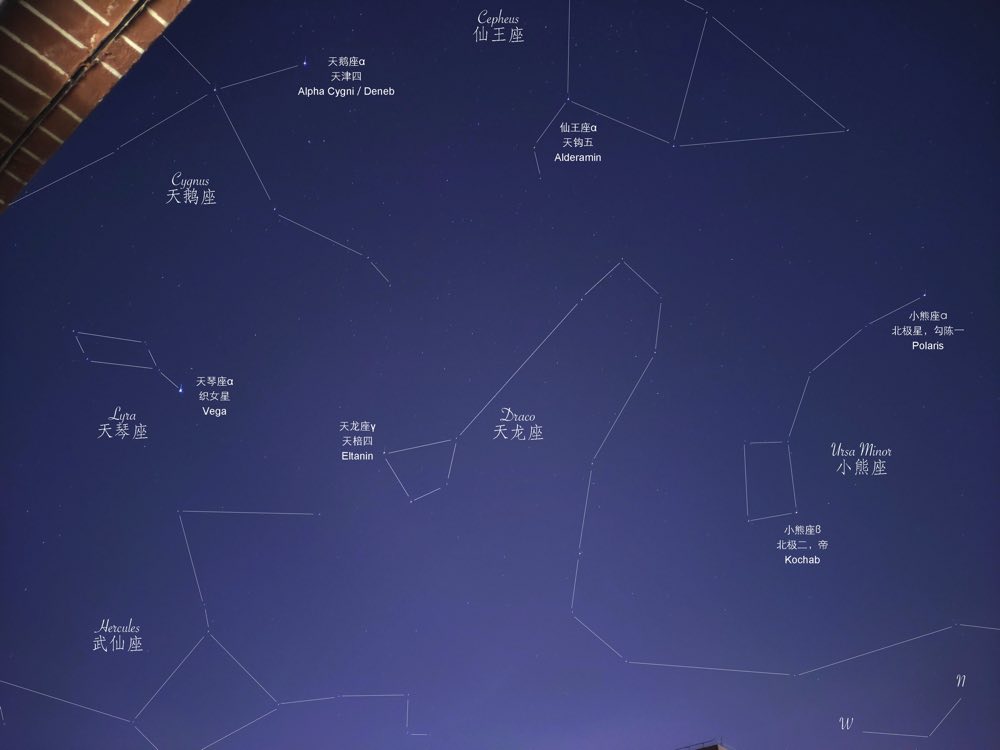 Cepheus
仙王座
天鹅座α
天津四
Alpha Cygni / Deneb
仙王座α
天钩五
Alderamin
Cygnus
天鹅座
小熊座α
北极星，勾陈一
Polaris
天琴座α
织女星
Vega
Lyra
天琴座
天龙座γ
天棓四
Eltanin
Draco
天龙座
Ursa Minor
小熊座
小熊座β
北极二，帝
Kochab
Hercules
武仙座
N
W